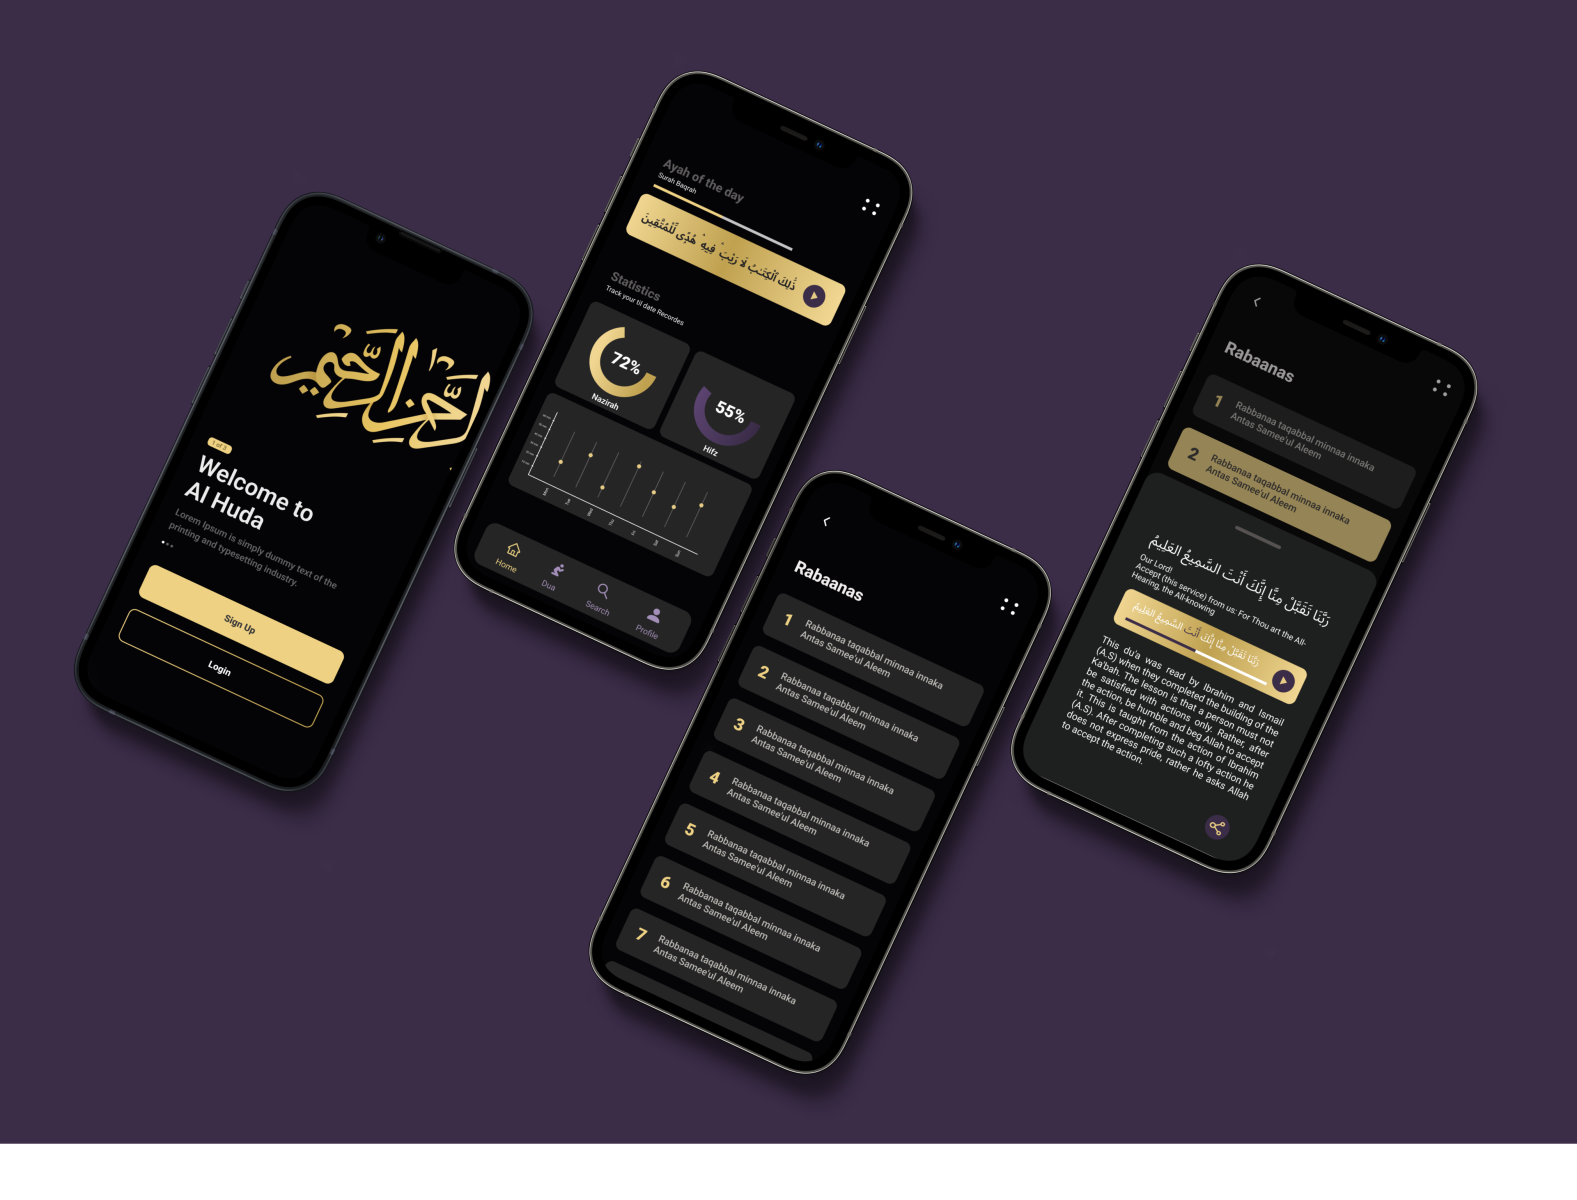 الرحمن الرحيم
1 of 3
Welcome to
Al Huda
Lorem Ipsum is simply dummy text of the
printing and typesetting industry.
Sign Up
Login
Ayah of the day
Surah Baqrah
ذَٰلِكَ ٱلْكِتَٰبُ لَا رَيْبَ ۛ فِيهِ ۛ هُدًى لِّلْمُتَّقِينَ
Statistics
Track your til date Recordes
72%
Nazirah
55%
Hifz
Home
Dua
Search
Profile
Rabaanas
1
Rabbanaa taqabbal minnaa innaka
Antas Samee'ul Aleem
2
Rabbanaa taqabbal minnaa innaka
Antas Samee'ul Aleem
3
Rabbanaa taqabbal minnaa innaka
Antas Samee'ul Aleem
4
Rabbanaa taqabbal minnaa innaka
Antas Samee'ul Aleem
5
Rabbanaa taqabbal minnaa innaka
Antas Samee'ul Aleem
6
Rabbanaa taqabbal minnaa innaka
Antas Samee'ul Aleem
7
Rabbanaa taqabbal minnaa innaka
Antas Samee'ul Aleem
Rabaanas
1
Rabbanaa taqabbal minnaa innaka
Antas Samee'ul Aleem
2
Rabbanaa taqabbal minnaa innaka
Antas Samee'ul Aleem
رَبَّنَا تَقَبَّلْ مِنَّا إِنَّكَ أَنْتَ السَّمِيعُ العَلِيمُ
Our Lord!
Accept (this service) from us: For Thou art the All-
Hearing, the All-knowing
رَبَّنَا تَقَبَّلْ مِنَّا إِنَّكَ أَنْتَ السَّمِيعُ العَلِيمُ
This du'a was read by Ibrahim and Ismail
(A.S) when they completed the building of the
Ka'bah. The lesson is that a person must not
be satisfied with actions only. Rather, after
the action, be humble and beg Allah to accept
it. This is taught from the action of Ibrahim
(A.S). After completing such a lofty action he
does not express pride, rather he asks Allah
to accept the action.